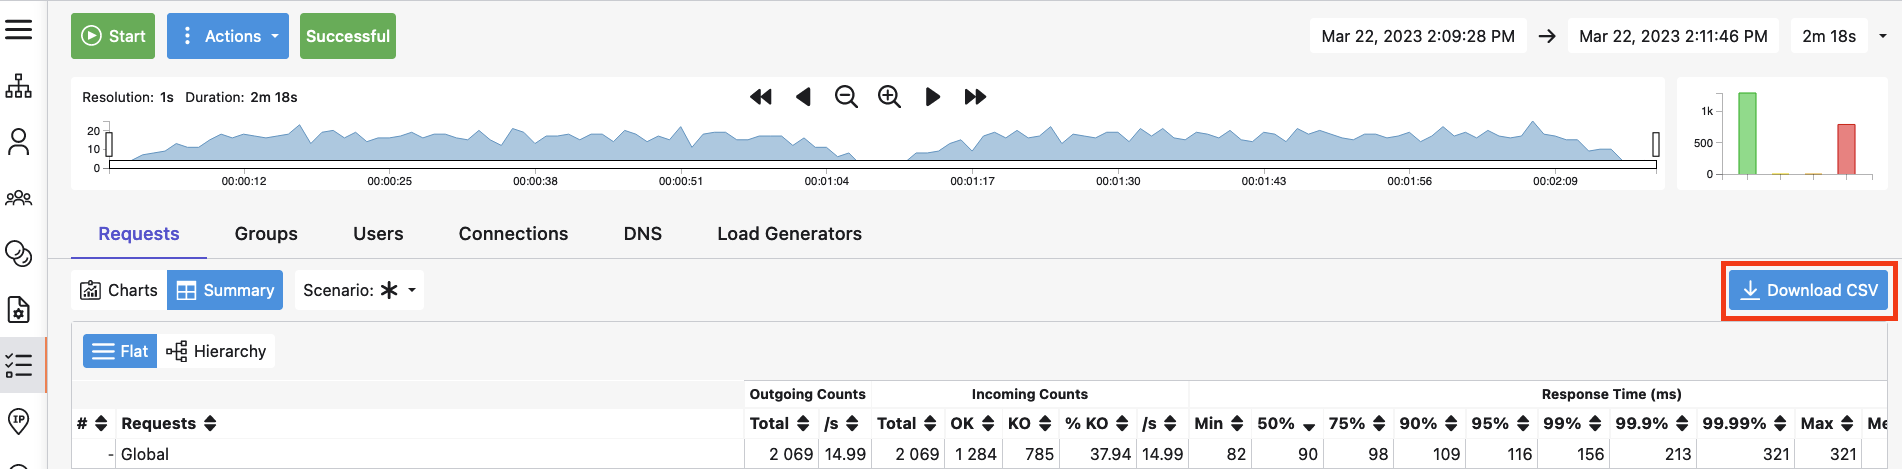 Start
Actions
Successful
Mar 22, 2023 2:09:28 PM → Mar 22, 2023 2:11:46 PM 2m 18s
Resolution: 1s Duration: 2m 18s
20
10
0
00:00:12 00:00:25 00:00:38 00:00:51 00:01:04 00:01:17 00:01:30 00:01:43 00:01:56 00:02:09
1k
500
0
Requests Groups Users Connections DNS Load Generators
Charts Summary Scenario: * Download CSV
Flat Hierarchy
Outgoing Counts Incoming Counts Response Time (ms)
# Requests Total /s Total OK KO % KO /s Min 50% 75% 90% 95% 99% 99.9% 99.99% Max Me
- Global 2 069 14.99 2 069 1 284 785 37.94 14.99 82 90 98 109 116 156 213 321 321
IP